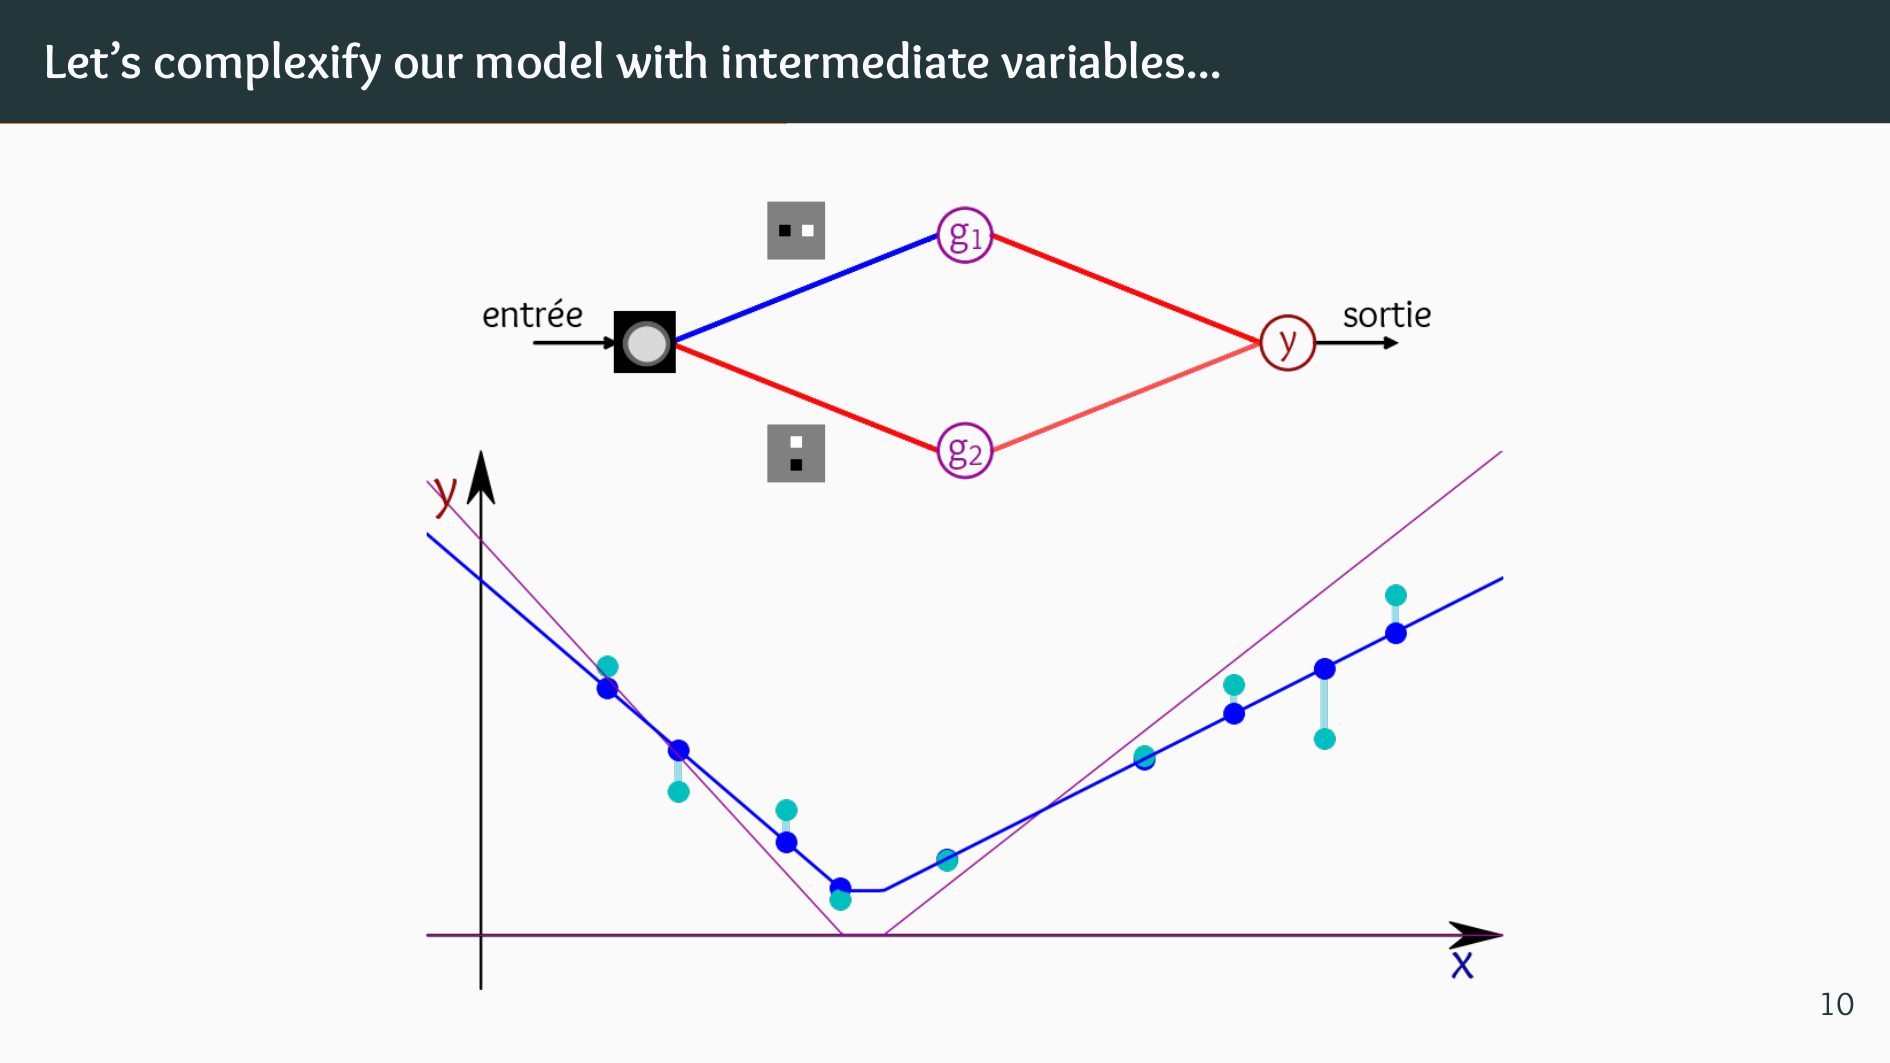 Let's complexify our model with intermediate variables...
g1
entrée
sortie
y
g2
y
x
10